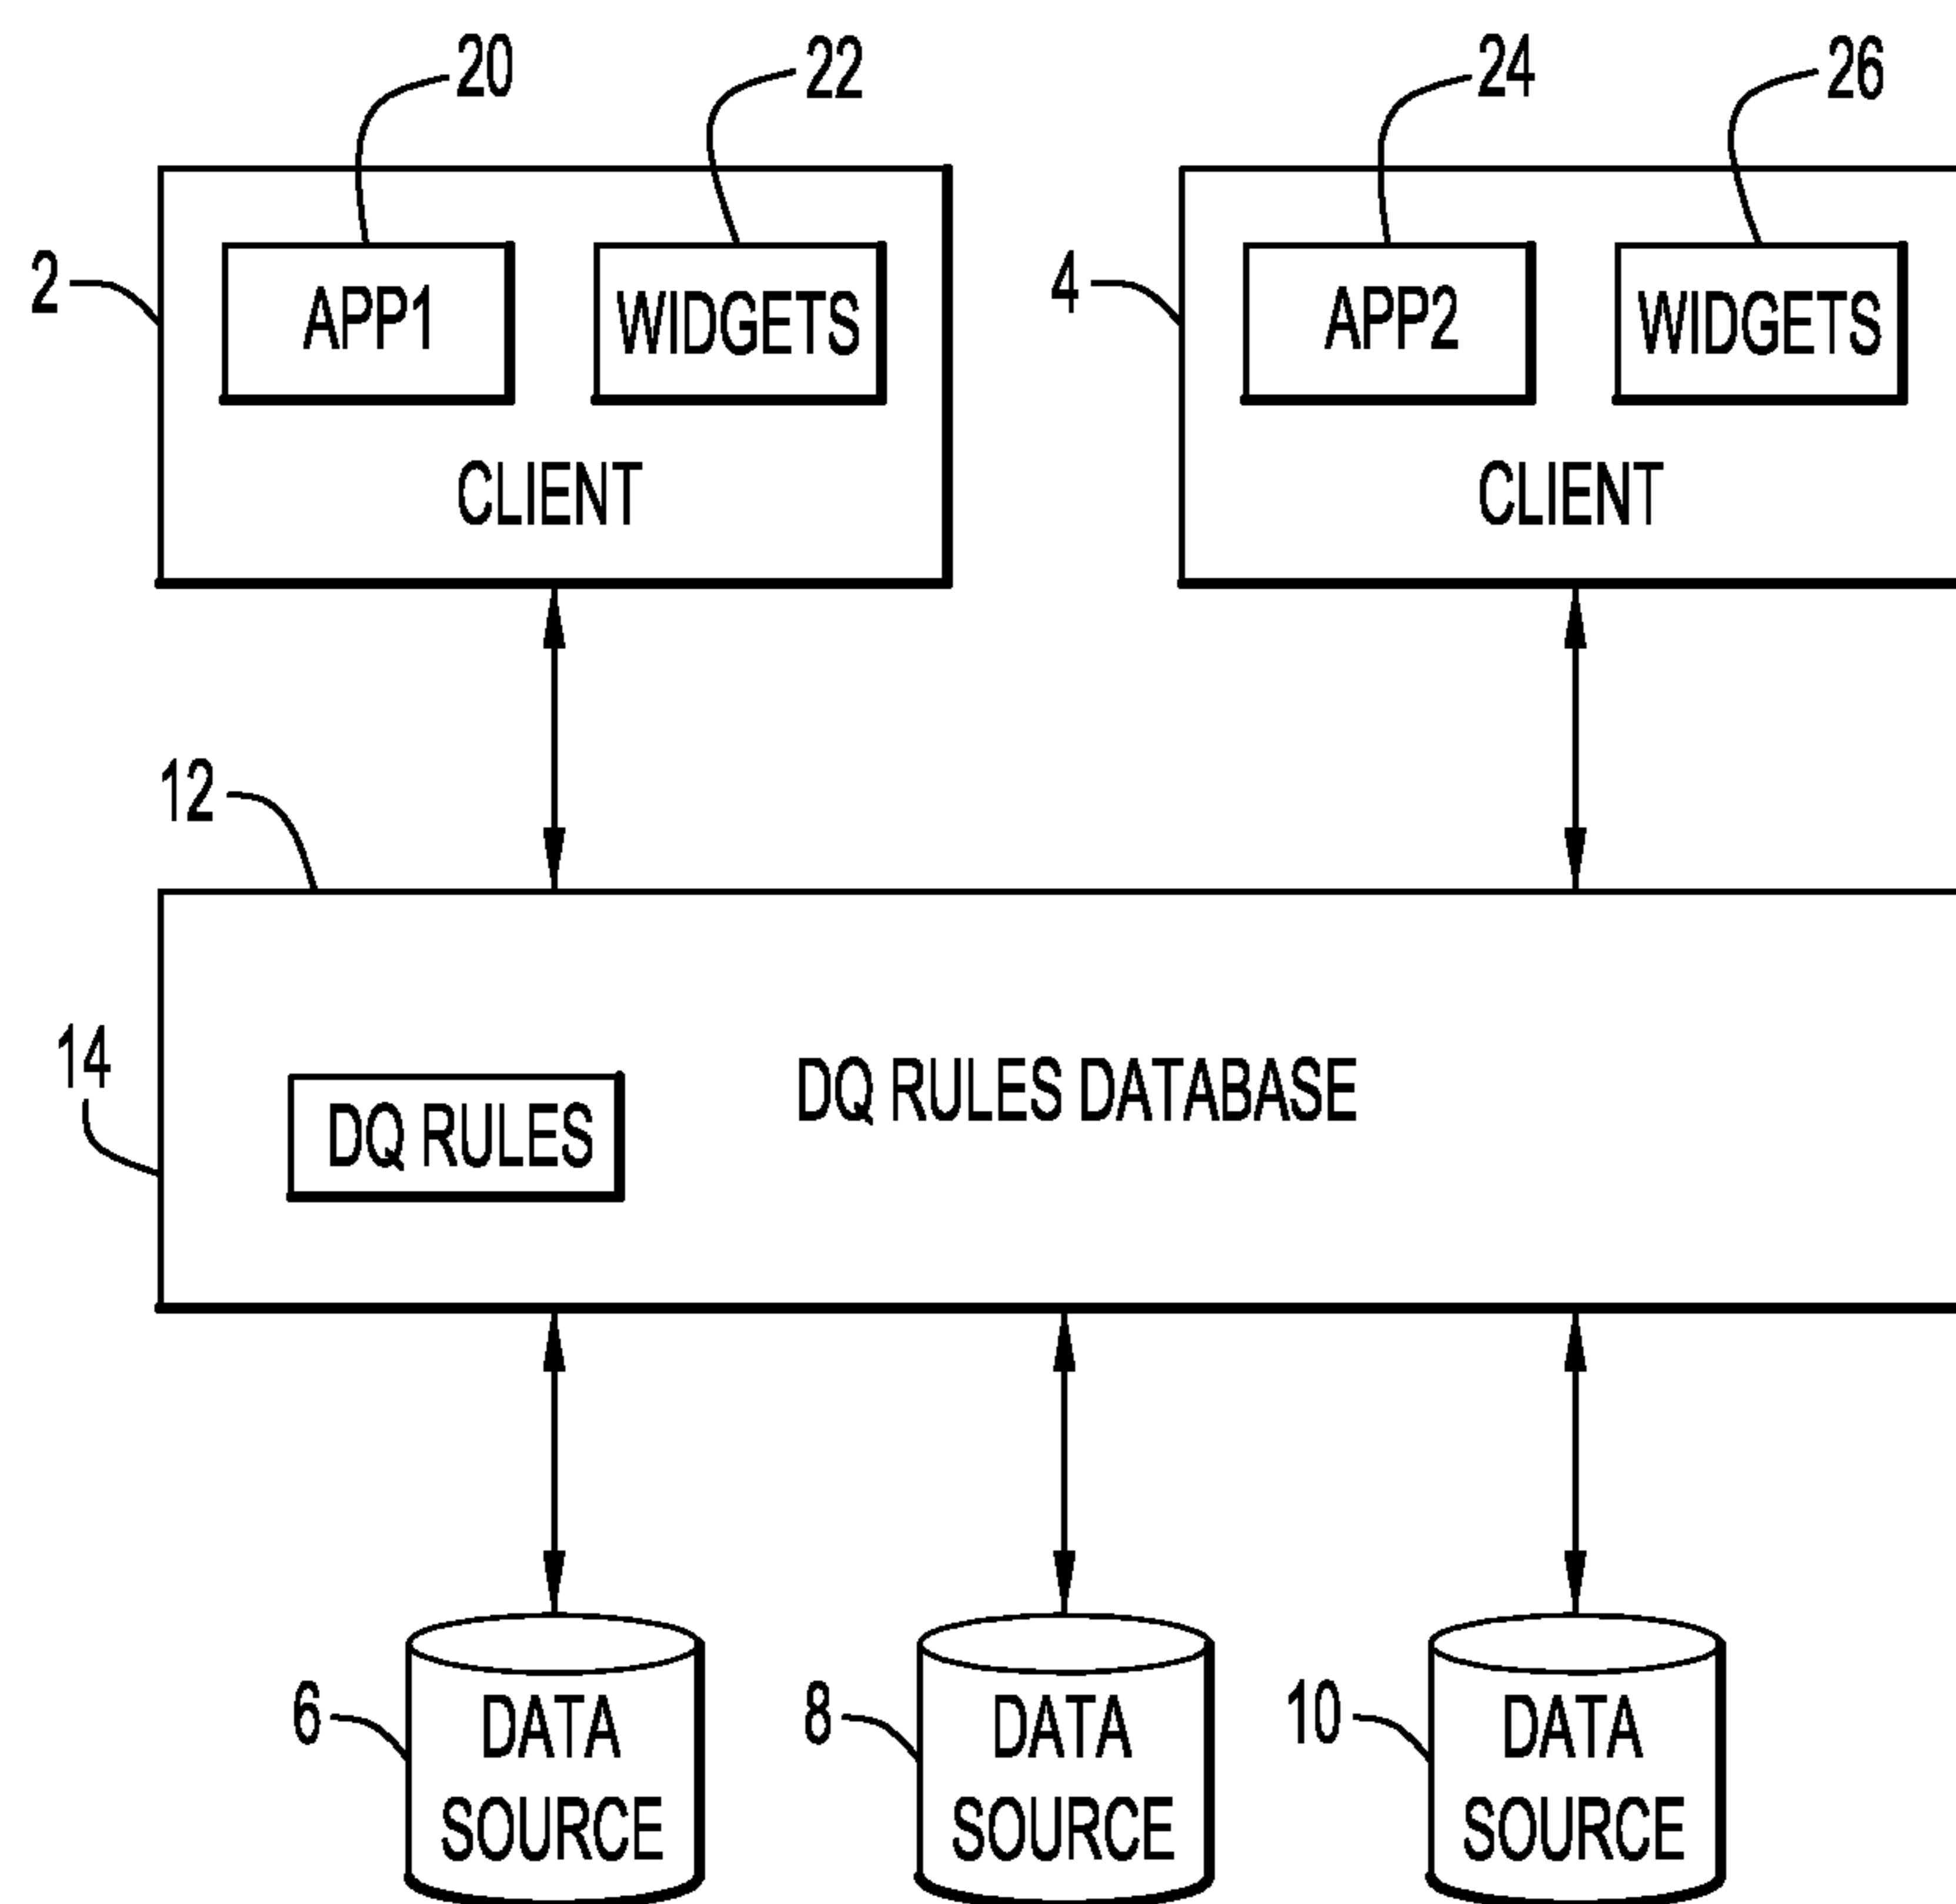 20
22
24
26
2
APP1
WIDGETS
4
APP2
WIDGETS
CLIENT
CLIENT
12
14
DQ RULES
DQ RULES DATABASE
6
DATA
SOURCE
8
DATA
SOURCE
10
DATA
SOURCE